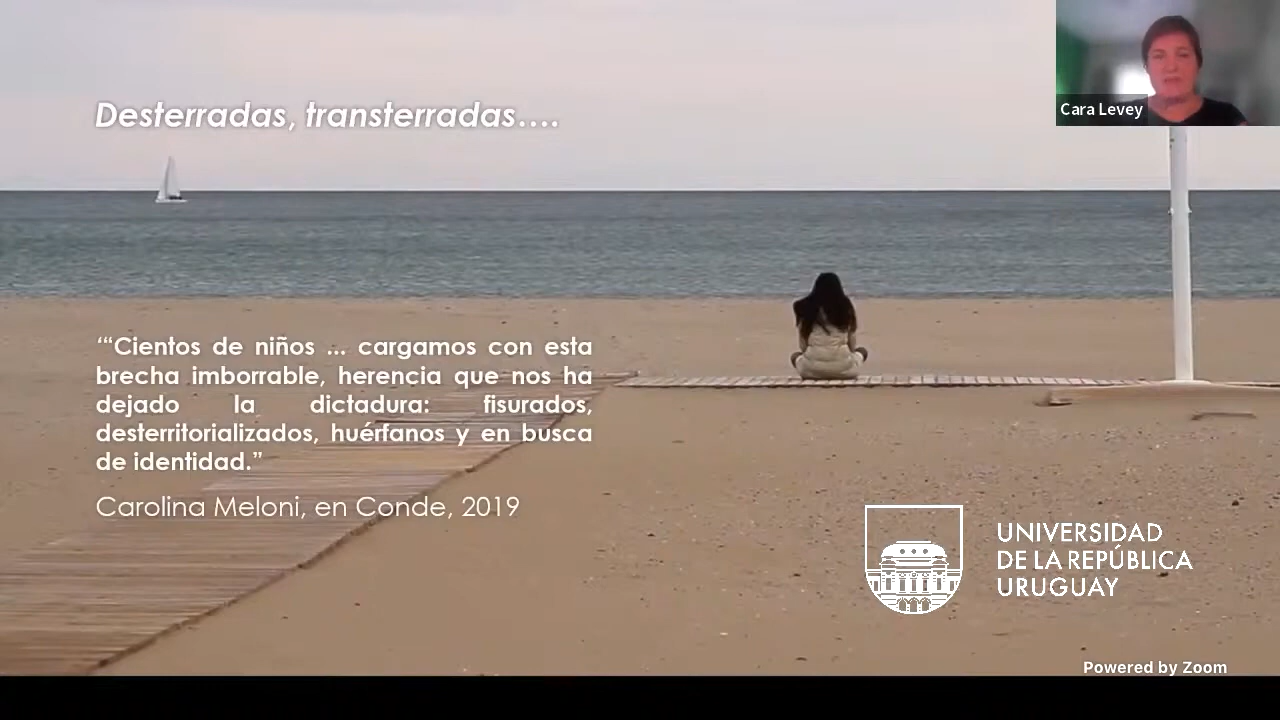 Cara Levey
Desterradas, transterradas....
‘“Cientos de niños ... cargamos con esta
brecha imborrable, herencia que nos ha
dejado la dictadura: fisurados,
desterritorializados, huérfanos y en busca
de identidad.”
Carolina Meloni, en Conde, 2019
UNIVERSIDAD
DE LA REPÚBLICA
URUGUAY
Powered by Zoom